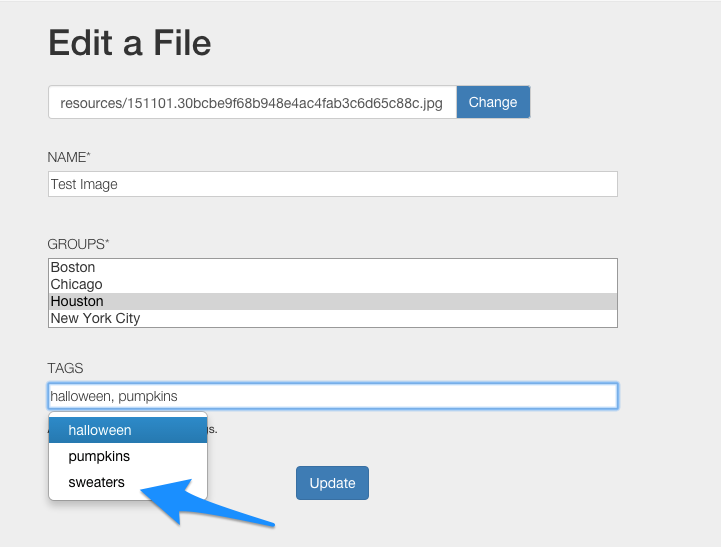 Edit a File
resources/151101.30bcbe9f68b948e4ac4fab3c6d65c88c.jpg Change
NAME*
Test Image
GROUPS*
Boston
Chicago
Houston
New York City
TAGS
halloween, pumpkins
halloween
pumpkins
sweaters
Update